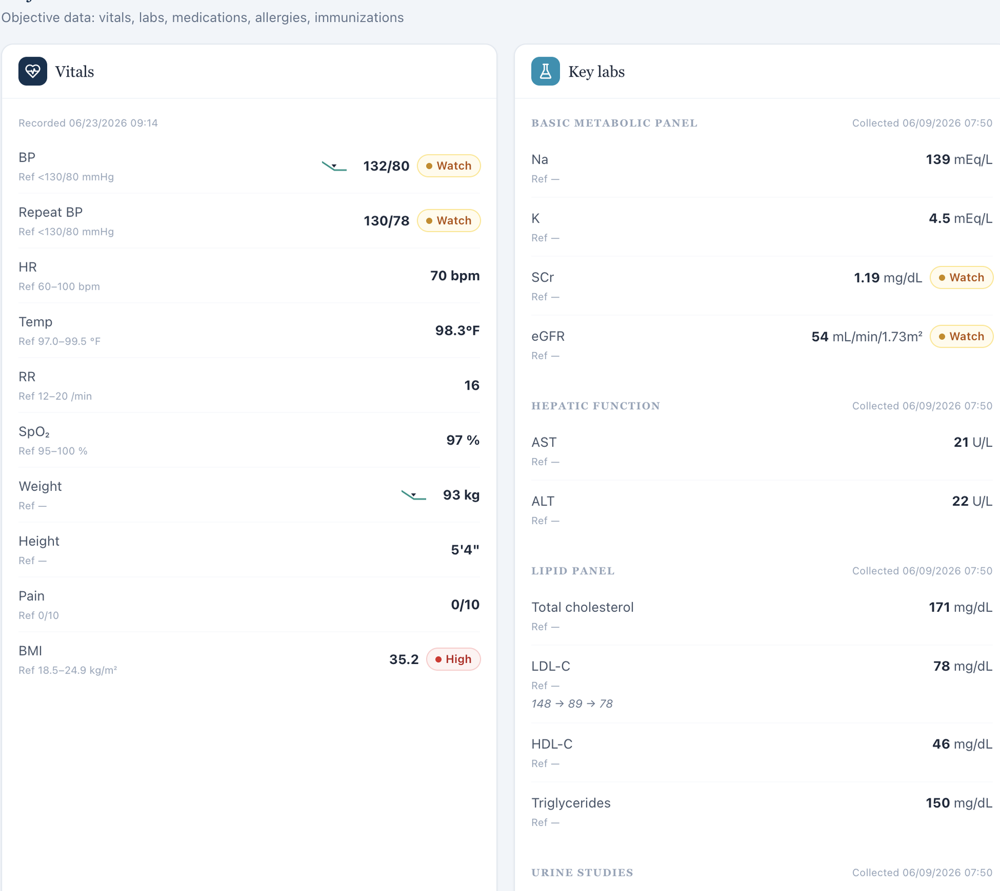 Objective data: vitals, labs, medications, allergies, immunizations
Vitals
Recorded 06/23/2026 09:14
BP
Ref <130/80 mmHg
132/80
Watch
Repeat BP
Ref <130/80 mmHg
130/78
Watch
HR
Ref 60–100 bpm
70 bpm
Temp
Ref 97.0–99.5 °F
98.3°F
RR
Ref 12–20 /min
16
SpO₂
Ref 95–100 %
97 %
Weight
Ref —
93 kg
Height
Ref —
5'4"
Pain
Ref 0/10
0/10
BMI
Ref 18.5–24.9 kg/m²
35.2
High
Key labs
BASIC METABOLIC PANEL
Collected 06/09/2026 07:50
Na
Ref —
139 mEq/L
K
Ref —
4.5 mEq/L
SCr
Ref —
1.19 mg/dL
Watch
eGFR
Ref —
54 mL/min/1.73m²
Watch
HEPATIC FUNCTION
Collected 06/09/2026 07:50
AST
Ref —
21 U/L
ALT
Ref —
22 U/L
LIPID PANEL
Collected 06/09/2026 07:50
Total cholesterol
Ref —
171 mg/dL
LDL-C
Ref —
148 → 89 → 78
78 mg/dL
HDL-C
Ref —
46 mg/dL
Triglycerides
Ref —
150 mg/dL
URINE STUDIES
Collected 06/09/2026 07:50